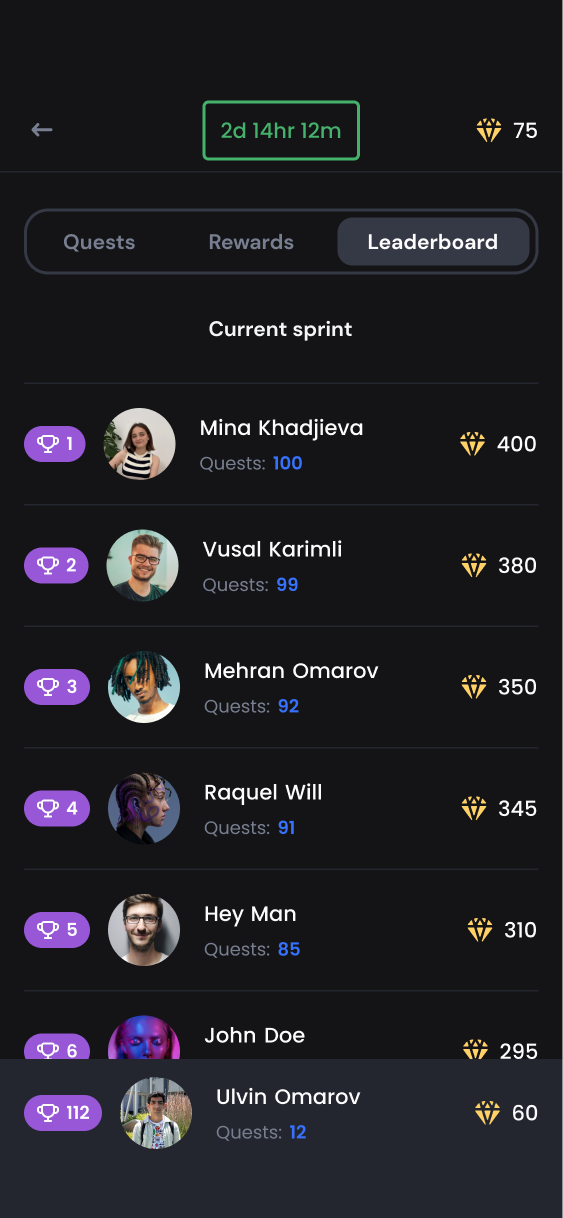 2d 14hr 12m
75
Quests Rewards Leaderboard
Current sprint
1
Mina Khadjieva
Quests: 100
400
2
Vusal Karimli
Quests: 99
380
3
Mehran Omarov
Quests: 92
350
4
Raquel Will
Quests: 91
345
5
Hey Man
Quests: 85
310
6
John Doe
295
112
Ulvin Omarov
Quests: 12
60